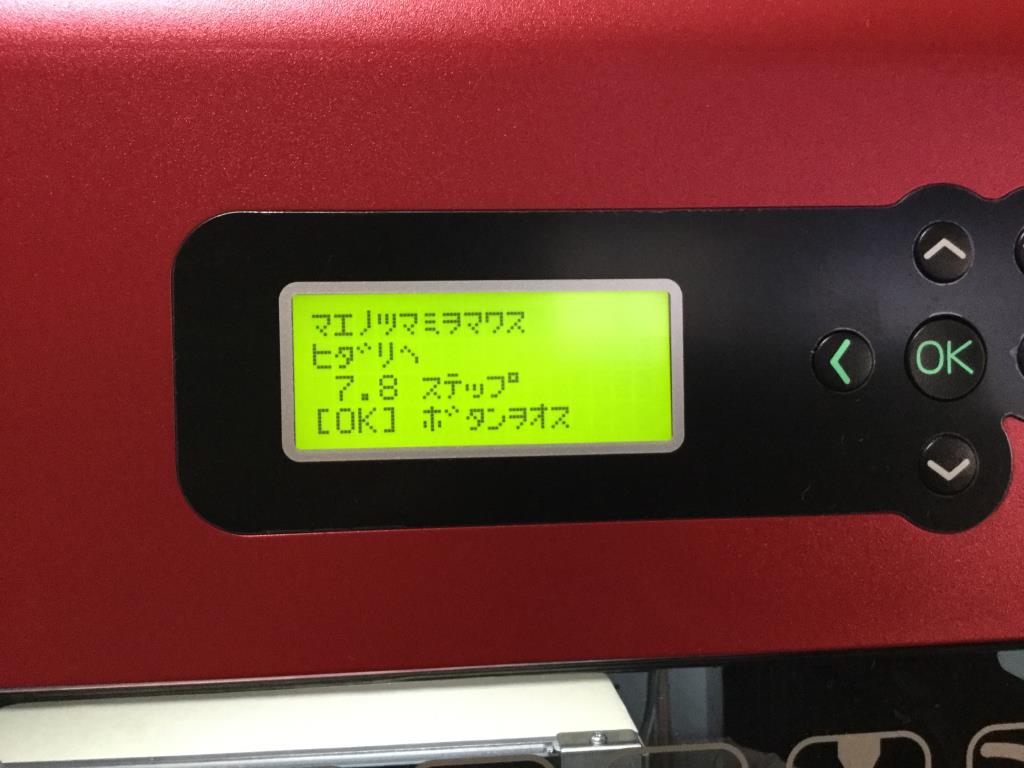 マエノツマミヲマワス
ヒダリヘ
7.8 ステップ
[OK] ボタンヲオス
OK